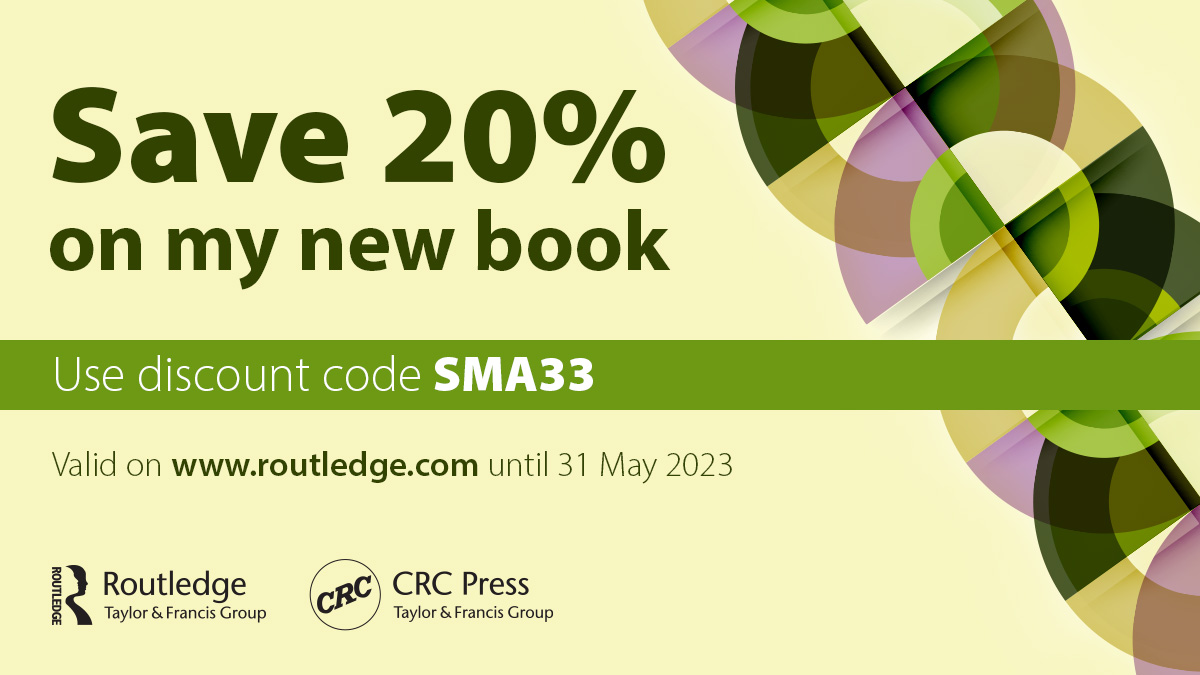 Save 20%
on my new book
Use discount code SMA33
Valid on www.routledge.com until 31 May 2023
ROUTLEDGE
Routledge
Taylor & Francis Group
CRC
CRC Press
Taylor & Francis Group